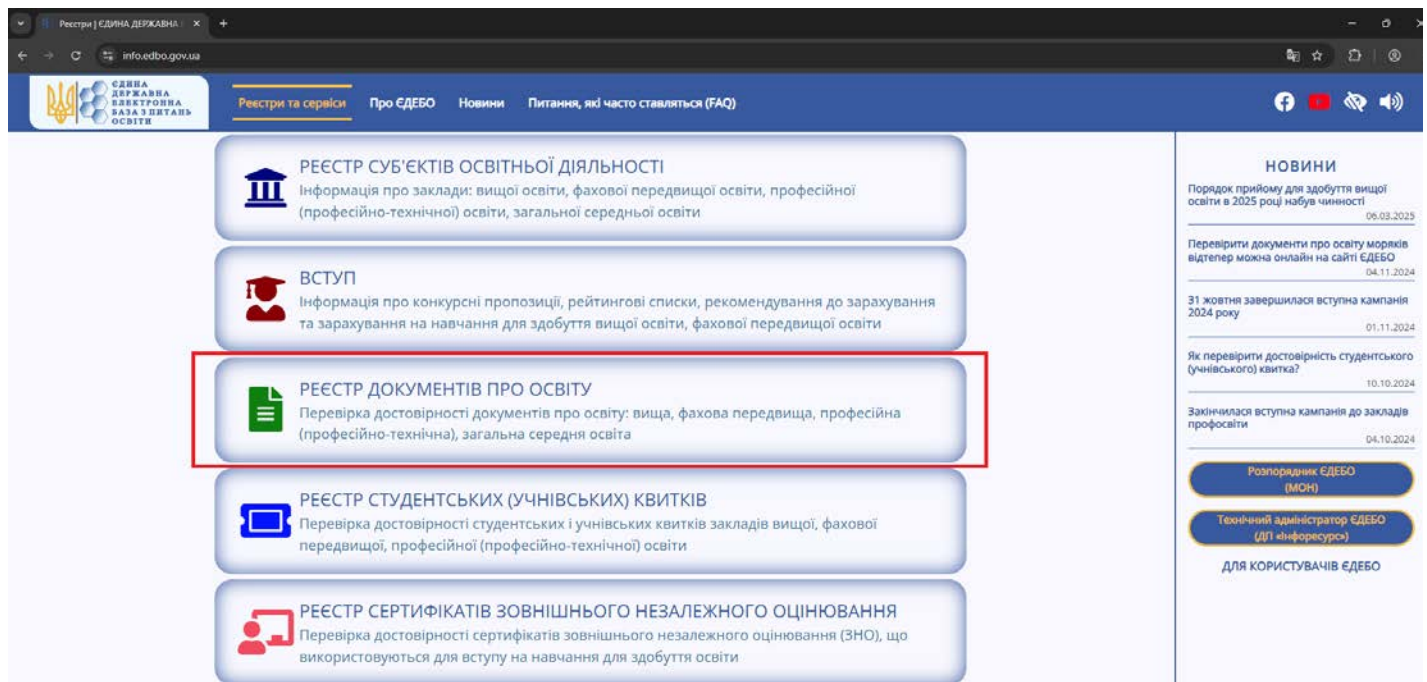 Реєстри | ЄДИНА ДЕРЖАВНА
info.edbo.gov.ua
ЄДИНА
ДЕРЖАВНА
ЕЛЕКТРОННА
БАЗА З ПИТАНЬ
ОСВІТИ
Реєстри та сервіси
Про ЄДЕБО
Новини
Питання, які часто ставляться (FAQ)
РЕЄСТР СУБ'ЄКТІВ ОСВІТНЬОЇ ДІЯЛЬНОСТІ
Інформація про заклади: вищої освіти, фахової передвищої освіти, професійної
(професійно-технічної) освіти, загальної середньої освіти
ВСТУП
Інформація про конкурсні пропозиції, рейтингові списки, рекомендування до зарахування
та зарахування на навчання для здобуття вищої освіти, фахової передвищої освіти
РЕЄСТР ДОКУМЕНТІВ ПРО ОСВІТУ
Перевірка достовірності документів про освіту: вища, фахова передвища, професійна
(професійно-технічна), загальна середня освіта
РЕЄСТР СТУДЕНТСЬКИХ (УЧНІВСЬКИХ) КВИТКІВ
Перевірка достовірності студентських і учнівських квитків закладів вищої, фахової
передвищої, професійної (професійно-технічної) освіти
РЕЄСТР СЕРТИФІКАТІВ ЗОВНІШНЬОГО НЕЗАЛЕЖНОГО ОЦІНЮВАННЯ
Перевірка достовірності сертифікатів зовнішнього незалежного оцінювання (ЗНО), що
використовуються для вступу на навчання для здобуття освіти
НОВИНИ
Порядок прийому для здобуття вищої
освіти в 2025 році набув чинності
06.03.2025
Перевірити документи про освіту моряків
відтепер можна онлайн на сайті ЄДЕБО
04.11.2024
31 жовтня завершилася вступна кампанія
2024 року
01.11.2024
Як перевірити достовірність студентського
(учнівського) квитка?
10.10.2024
Закінчилася вступна кампанія до закладів
профосвіти
04.10.2024
Розпорядник ЄДЕБО
(МОН)
Технічний адміністратор ЄДЕБО
(ДП «Інфоресурс»)
ДЛЯ КОРИСТУВАЧІВ ЄДЕБО